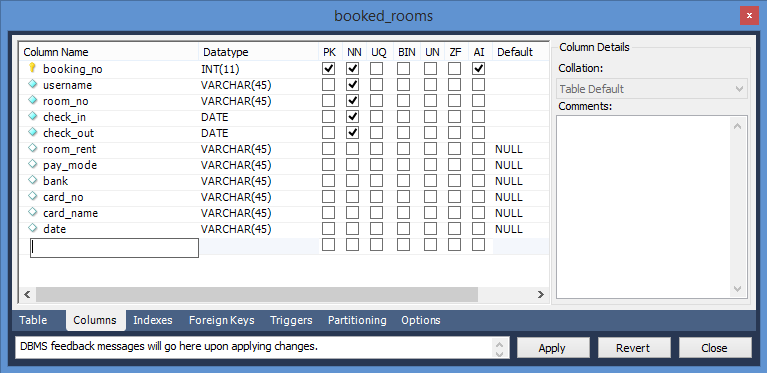 booked_rooms
x
Column Name Datatype PK NN UQ BIN UN ZF AI Default
booking_no INT(11)
username VARCHAR(45)
room_no VARCHAR(45)
check_in DATE
check_out DATE
room_rent VARCHAR(45) NULL
pay_mode VARCHAR(45) NULL
bank VARCHAR(45) NULL
card_no VARCHAR(45) NULL
card_name VARCHAR(45) NULL
date VARCHAR(45) NULL
Column Details
Collation:
Table Default
Comments:
Table Columns Indexes Foreign Keys Triggers Partitioning Options
DBMS feedback messages will go here upon applying changes.
Apply Revert Close